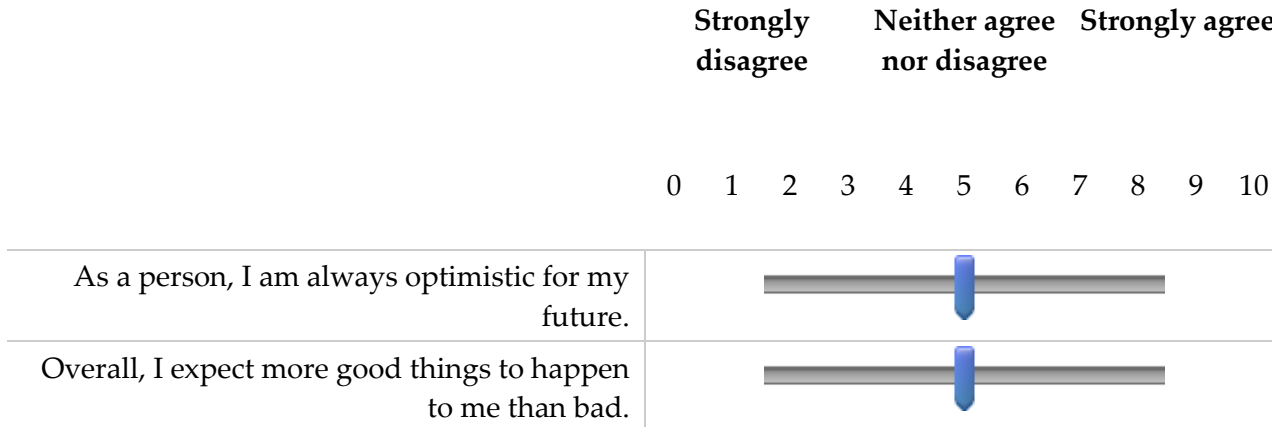 Strongly disagree
Neither agree nor disagree
Strongly agree
0 1 2 3 4 5 6 7 8 9 10
As a person, I am always optimistic for my
future.
Overall, I expect more good things to happen
to me than bad.